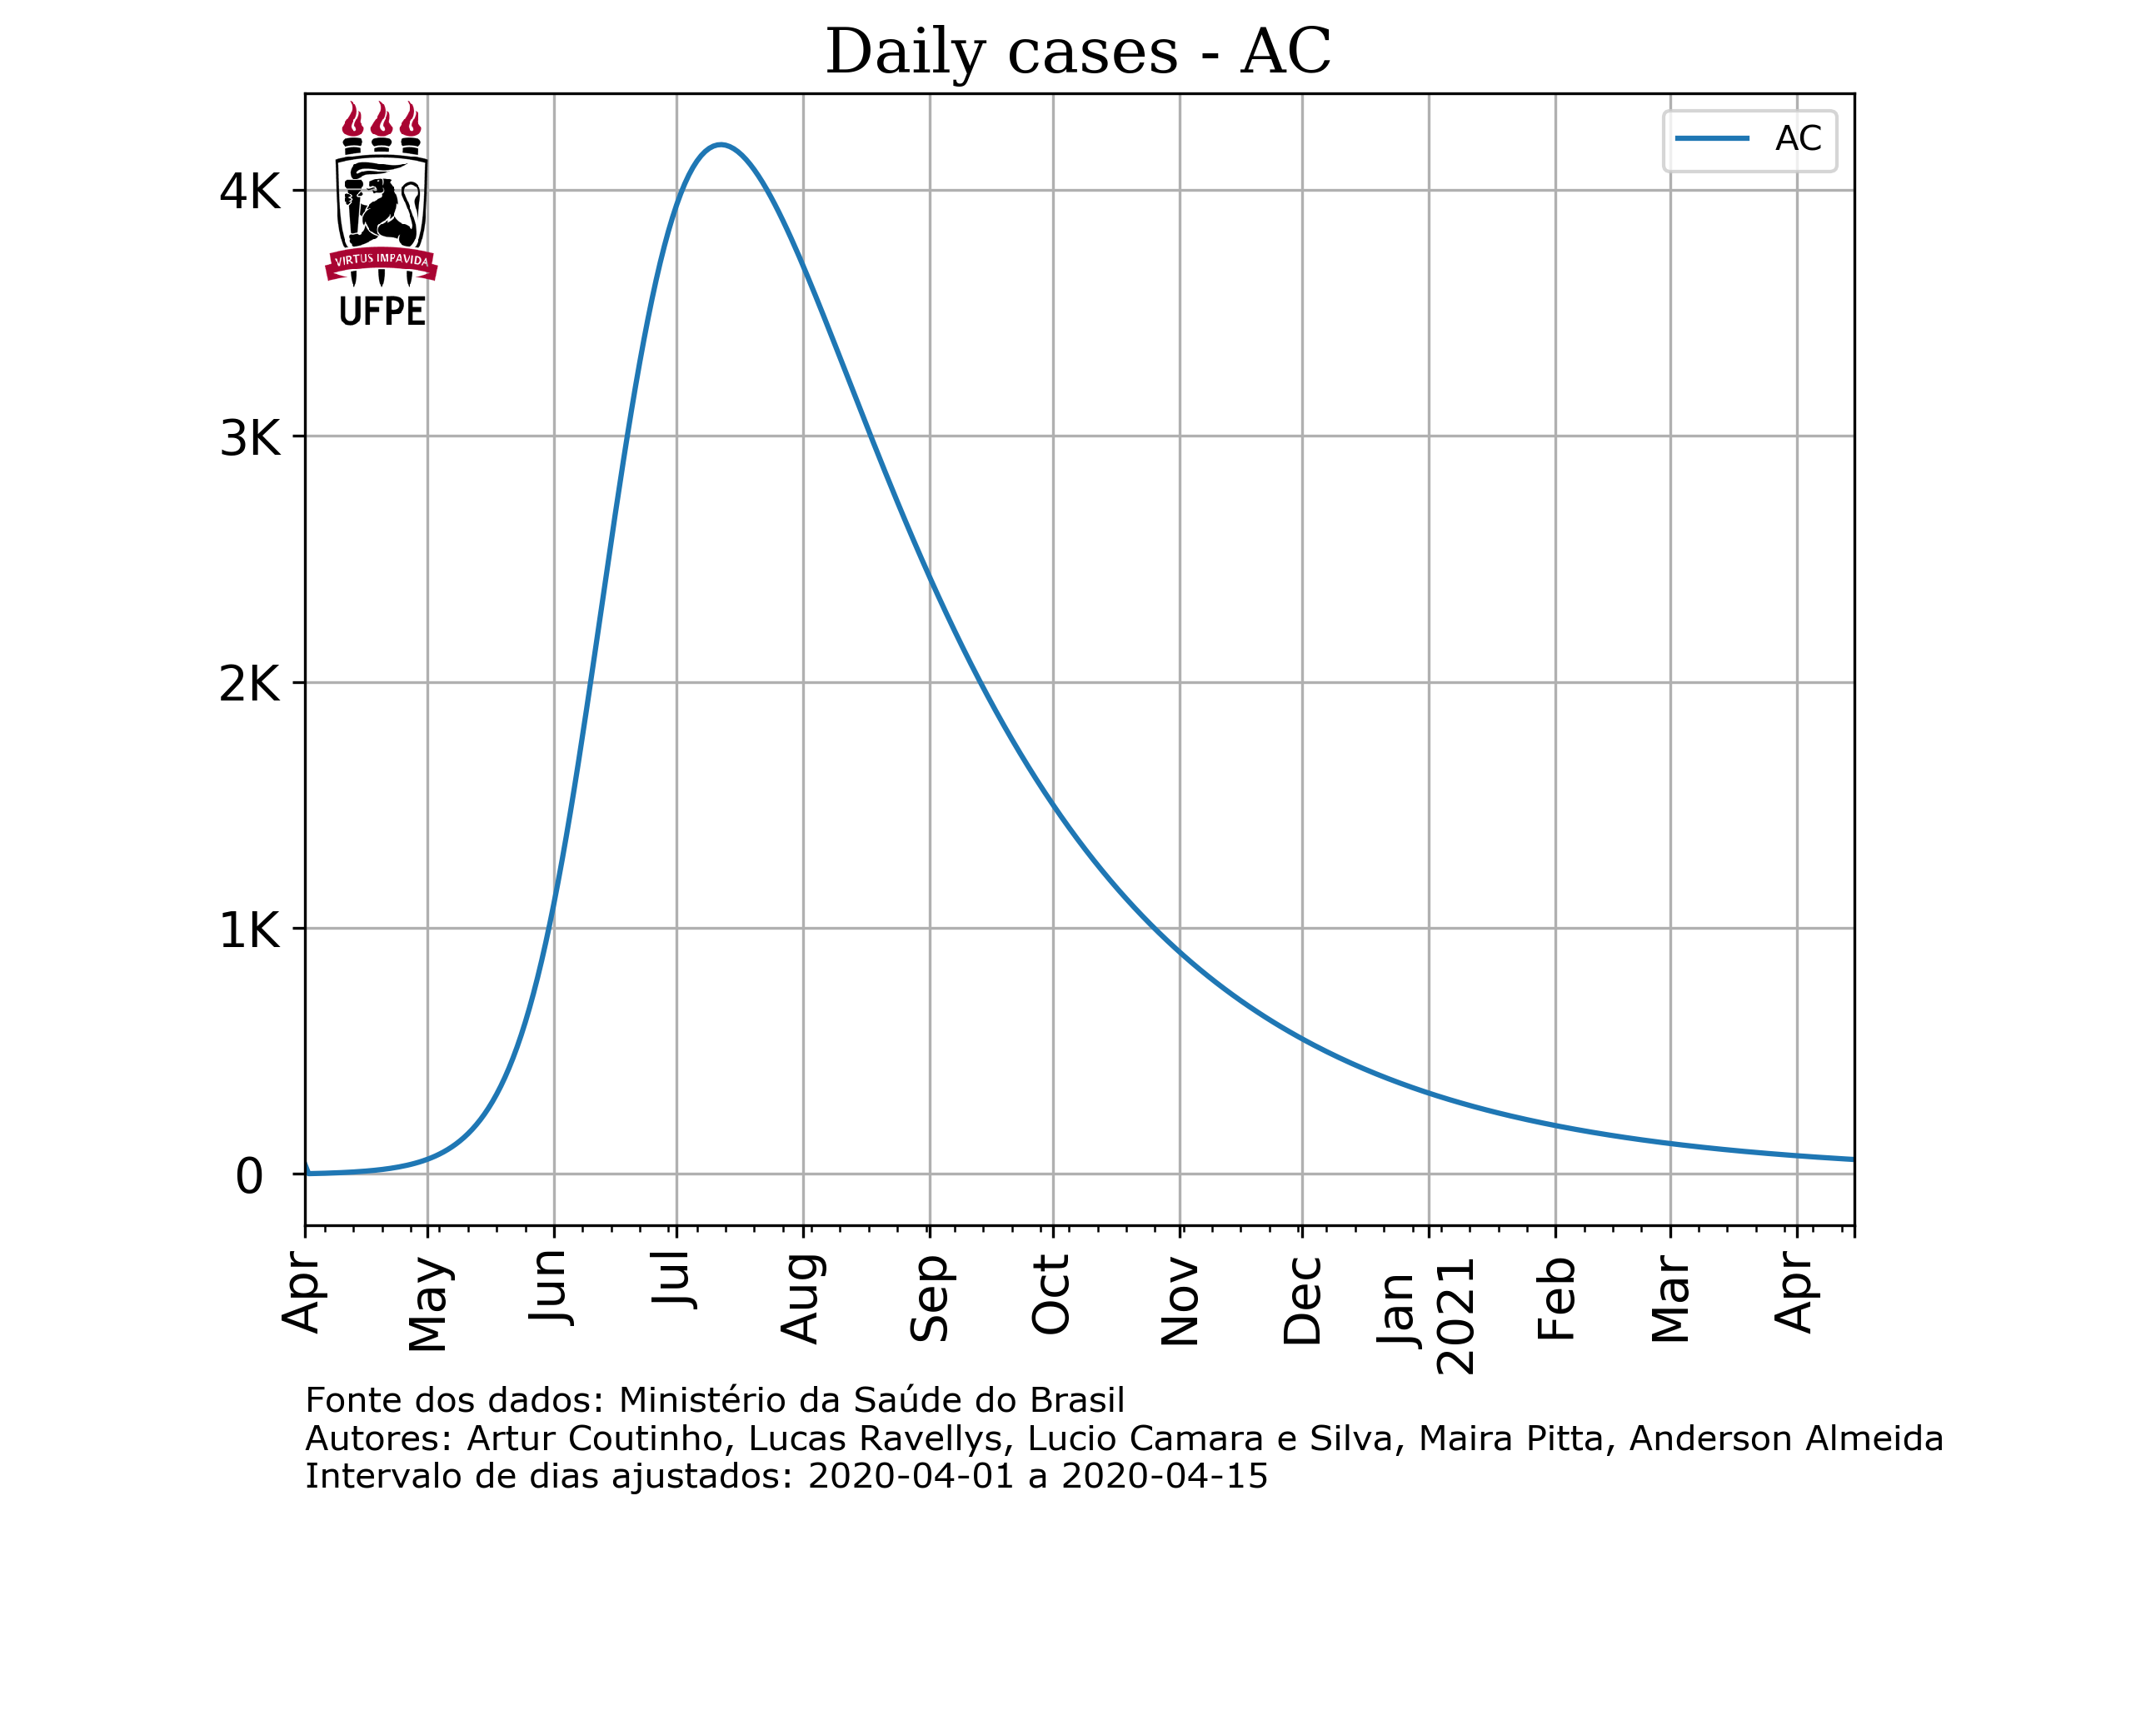 Daily cases - AC
AC
VIRTUS IMPAVIDA
UFPE
4K
3K
2K
1K
0
Apr
May
Jun
Jul
Aug
Sep
Oct
Nov
Dec
Jan
2021
Feb
Mar
Apr
Fonte dos dados: Ministério da Saúde do Brasil
Autores: Artur Coutinho, Lucas Ravellys, Lucio Camara e Silva, Maira Pitta, Anderson Almeida
Intervalo de dias ajustados: 2020-04-01 a 2020-04-15